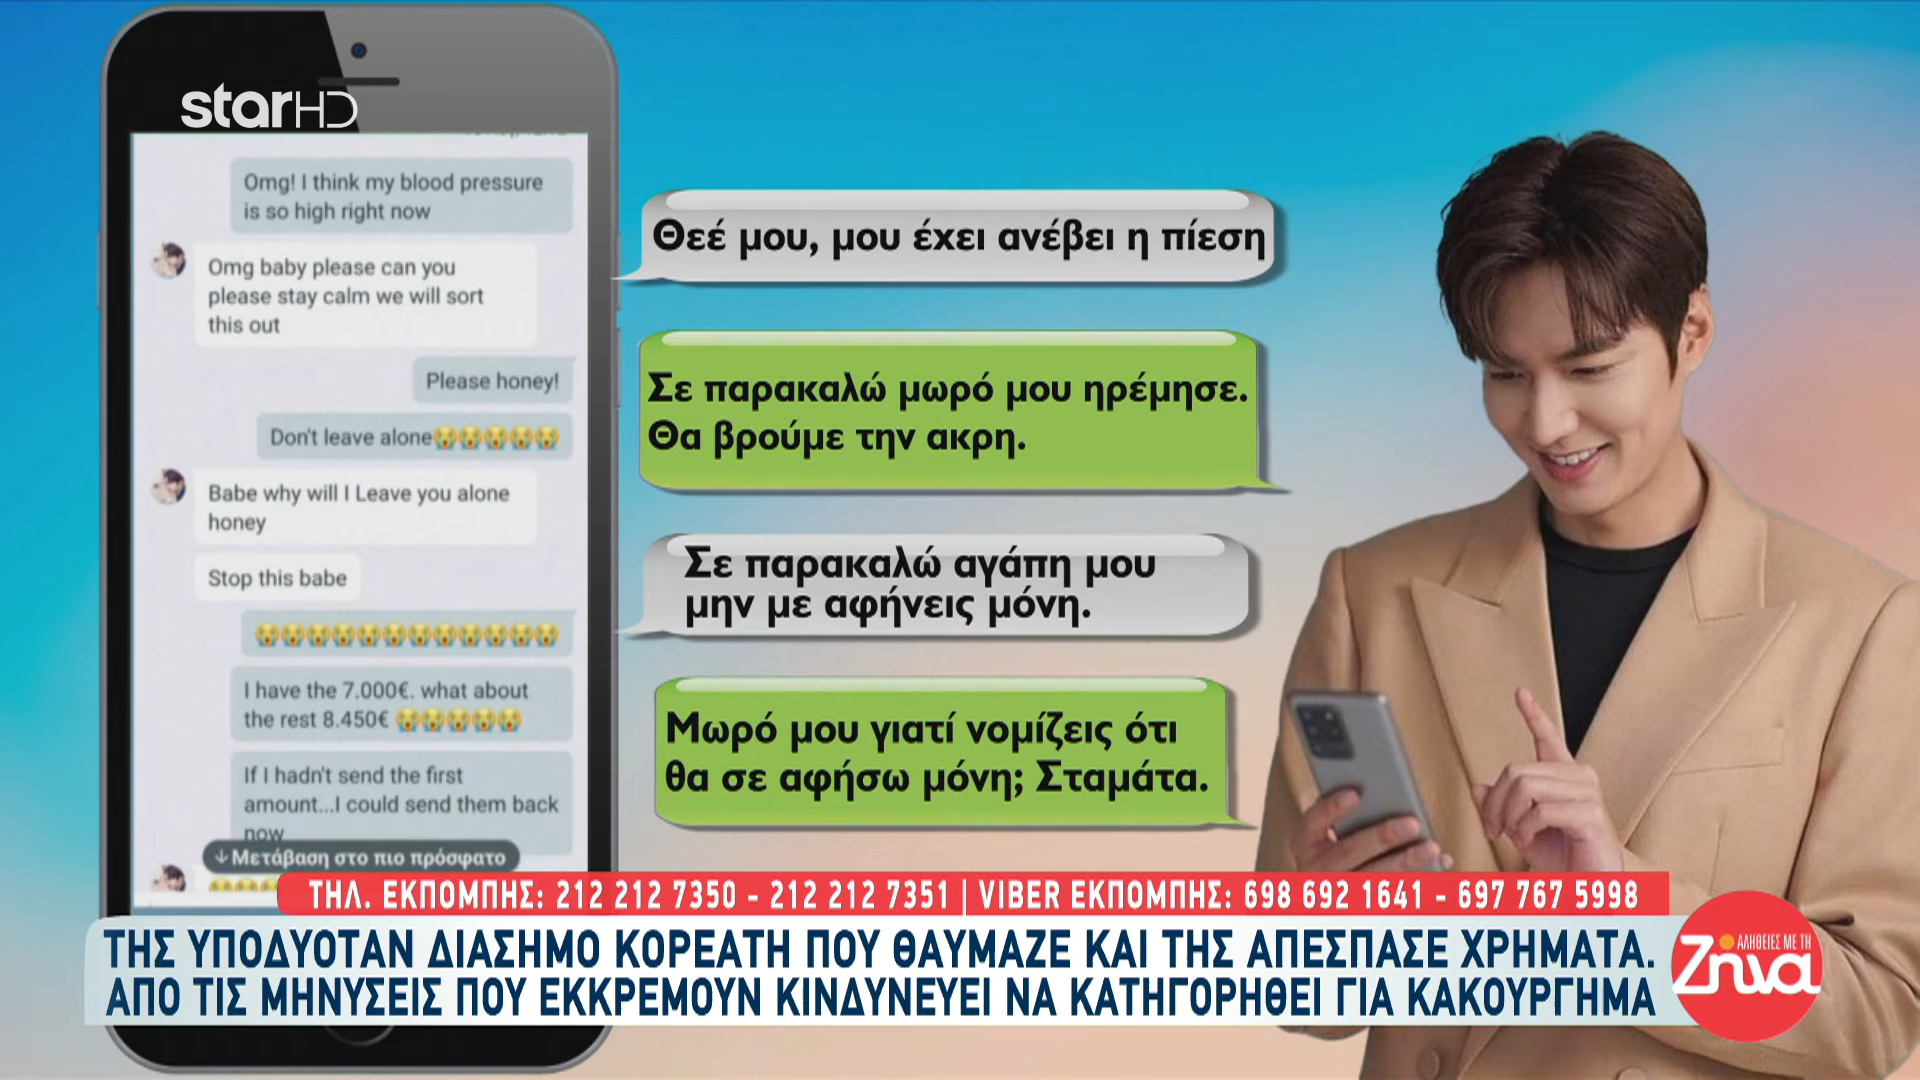 starHD
Omg! I think my blood pressure
is so high right now
Omg baby please can you
please stay calm we will sort
this out
Please honey!
Don't leave alone😭😭😭😭😭
Babe why will I Leave you alone
honey
Stop this babe
😭😭😭😭😭😭😭😭😭😭😭😭
I have the 7.000€. what about
the rest 8.450€ 😭😭😭😭😭
If I hadn't send the first
amount...I could send them back
now
↓ Μετάβαση στο πιο πρόσφατο
Θεέ μου, μου έχει ανέβει η πίεση
Σε παρακαλώ μωρό μου ηρέμησε.
Θα βρούμε την ακρη.
Σε παρακαλώ αγάπη μου
μην με αφήνεις μόνη.
Μωρό μου γιατί νομίζεις ότι
θα σε αφήσω μόνη; Σταμάτα.
ΤΗΛ. ΕΚΠΟΜΠΗΣ: 212 212 7350 - 212 212 7351 | VIBER ΕΚΠΟΜΠΗΣ: 698 692 1641 - 697 767 5998
ΤΗΣ ΥΠΟΔΥΟΤΑΝ ΔΙΑΣΗΜΟ ΚΟΡΕΑΤΗ ΠΟΥ ΘΑΥΜΑΖΕ ΚΑΙ ΤΗΣ ΑΠΕΣΠΑΣΕ ΧΡΗΜΑΤΑ.
ΑΠΟ ΤΙΣ ΜΗΝΥΣΕΙΣ ΠΟΥ ΕΚΚΡΕΜΟΥΝ ΚΙΝΔΥΝΕΥΕΙ ΝΑ ΚΑΤΗΓΟΡΗΘΕΙ ΓΙΑ ΚΑΚΟΥΡΓΗΜΑ
ΑΛΗΘΕΙΕΣ ΜΕ ΤΗ
Ζήνα